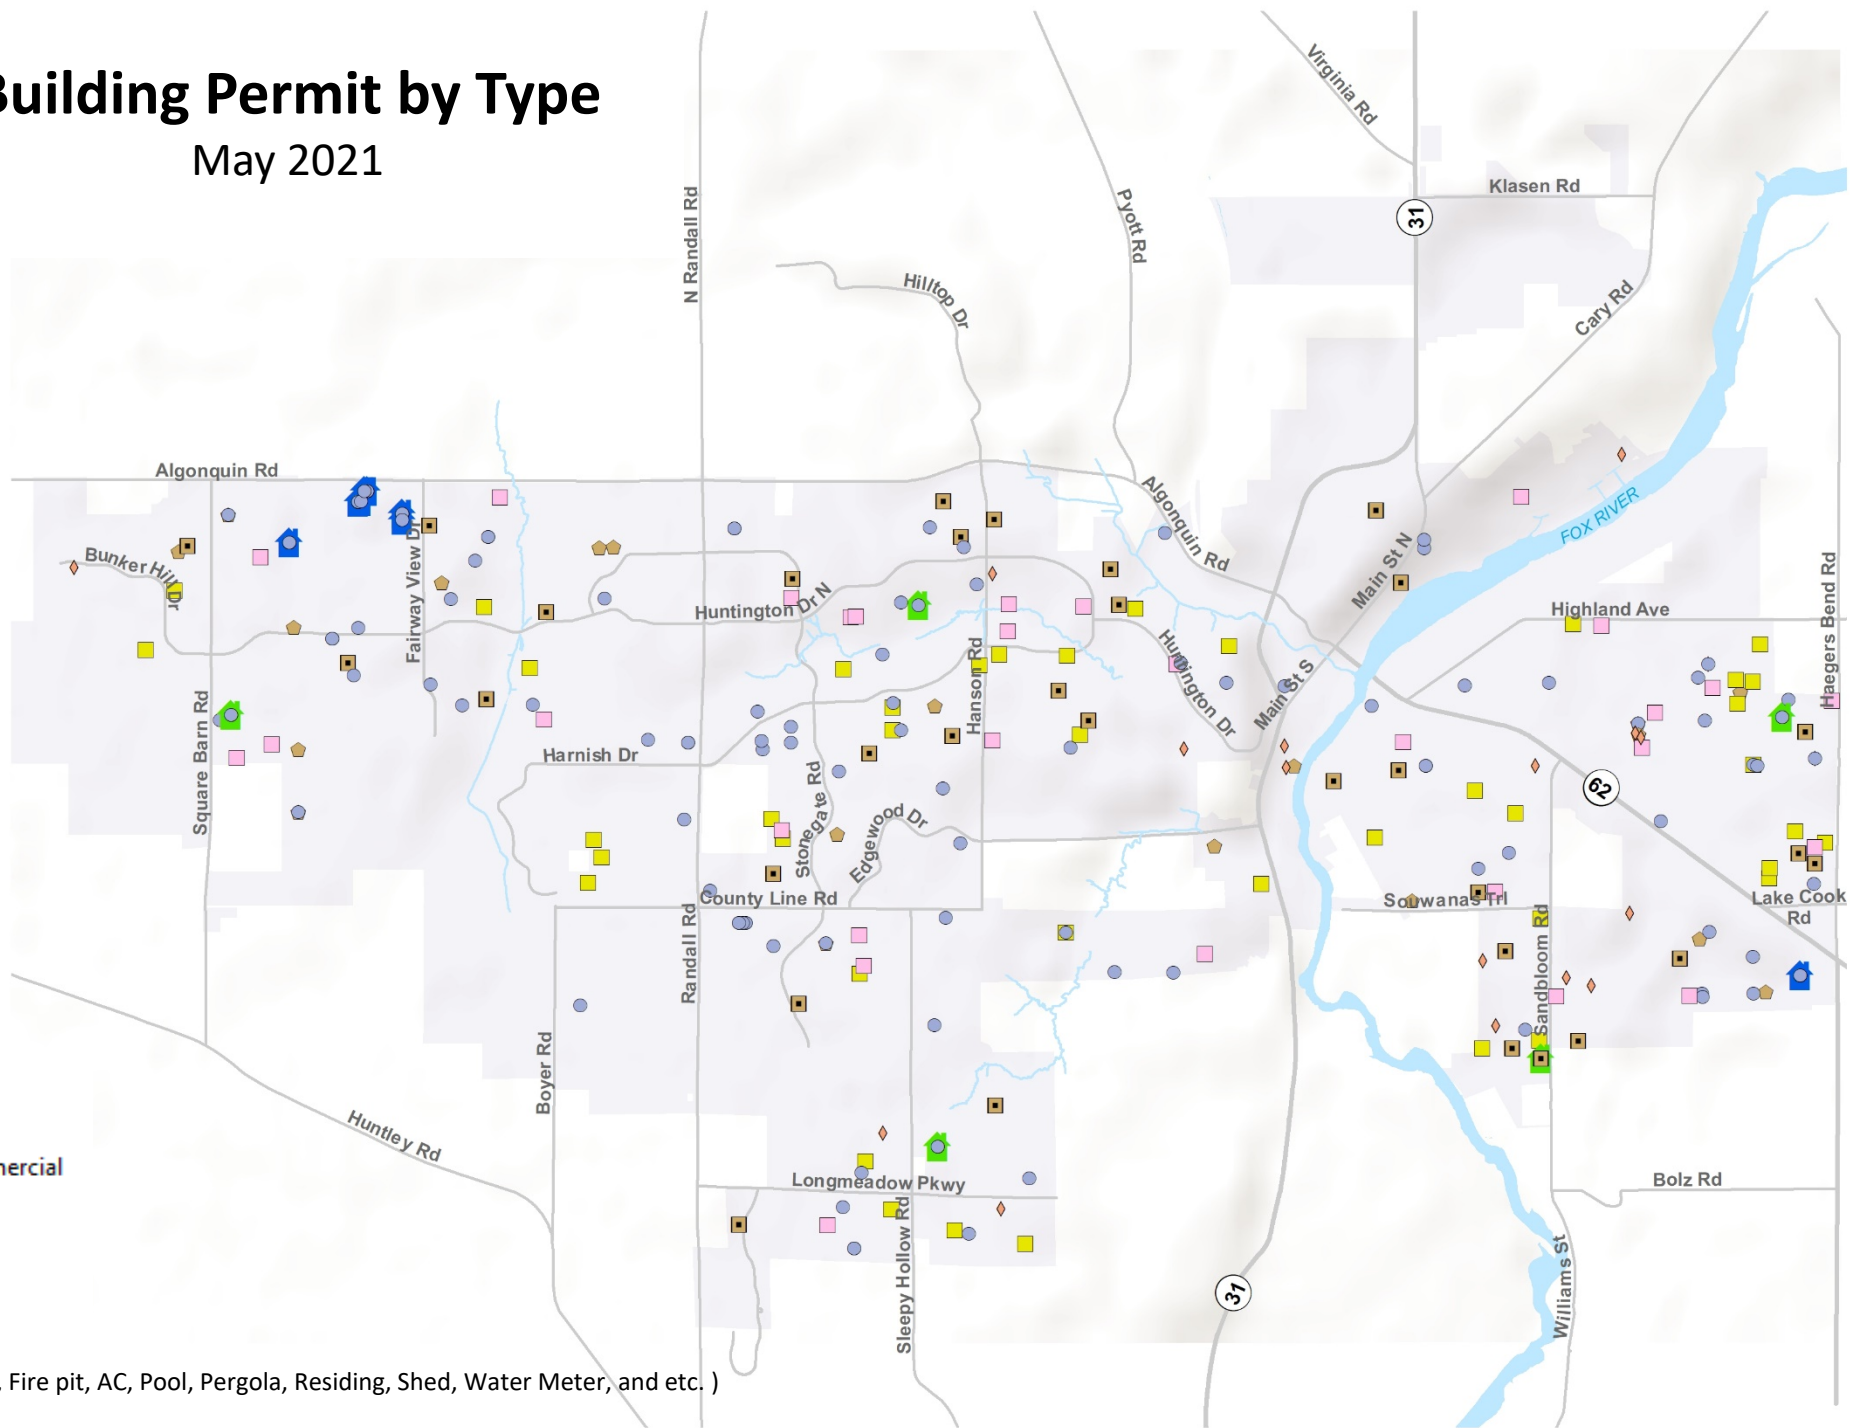 Building Permit by Type
May 2021
Virginia Rd
Klasen Rd
31
N Randall Rd
Pyott Rd
Hilltop Dr
Cary Rd
Algonquin Rd
Algonquin Rd
FOX RIVER
Bunker Hill Dr
Fairway View Dr
Main St N
Huntington Dr N
Highland Ave
Haegers Bend Rd
Huntington Dr
Hanson Rd
Main St S
Square Barn Rd
Harnish Dr
Stonegate Rd
Edgewood Dr
62
County Line Rd
Souwanas Trl
Lake Cook
Rd
Randall Rd
Sandbloom Rd
Boyer Rd
Huntley Rd
mercial
Longmeadow Pkwy
Bolz Rd
Sleepy Hollow Rd
Williams St
31
Fire pit, AC, Pool, Pergola, Residing, Shed, Water Meter, and etc. )